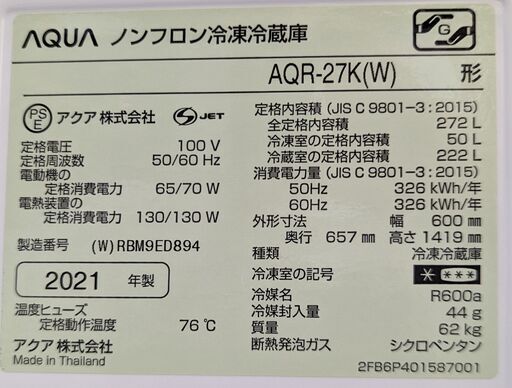 AQUA ノンフロン冷凍冷蔵庫
G
AQR-27K(W) 形
PS E アクア株式会社 S JET
定格電圧 100 V
定格周波数 50/60 Hz
電動機の
定格消費電力 65/70 W
電熱装置の
定格消費電力 130/130 W
製造番号 (W)RBM9ED894
2021 年製
温度ヒューズ
定格動作温度 76℃
アクア株式会社
Made in Thailand
定格内容積 (JIS C 9801-3:2015)
全定格内容積 272 L
冷凍室の定格内容積 50 L
冷蔵室の定格内容積 222 L
消費電力量 (JIS C 9801-3:2015)
50Hz 326 kWh/年
60Hz 326 kWh/年
外形寸法 幅 600 ㎜
奥行 657 ㎜ 高さ 1419 ㎜
種類 冷凍冷蔵庫
冷凍室の記号 * ***
冷媒名 R600a
冷媒封入量 44 g
質量 62 kg
断熱発泡ガス シクロペンタン
2FB6P401587001